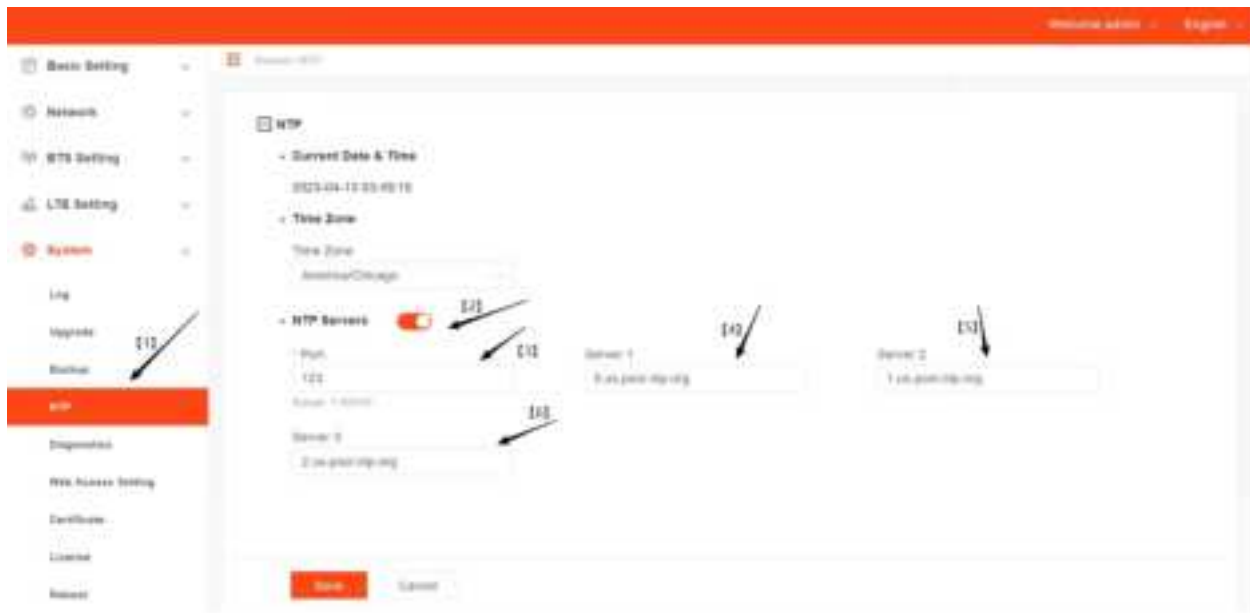 Welcome admin
English
Basic Setting
Network
BTS Setting
LTE Setting
System
Log
Upgrade
Backup
NTP
Diagnostics
Web Access Setting
Certificate
License
Reboot
System NTP
NTP
Current Date & Time
Time Zone
Time Zone
America/Chicago
NTP Servers
[1]
[2]
[3]
[4]
[5]
[6]
Port
123
Server 1
0.us.pool.ntp.org
Server 2
1.us.pool.ntp.org
Server 3
2.us.pool.ntp.org
Save
Cancel